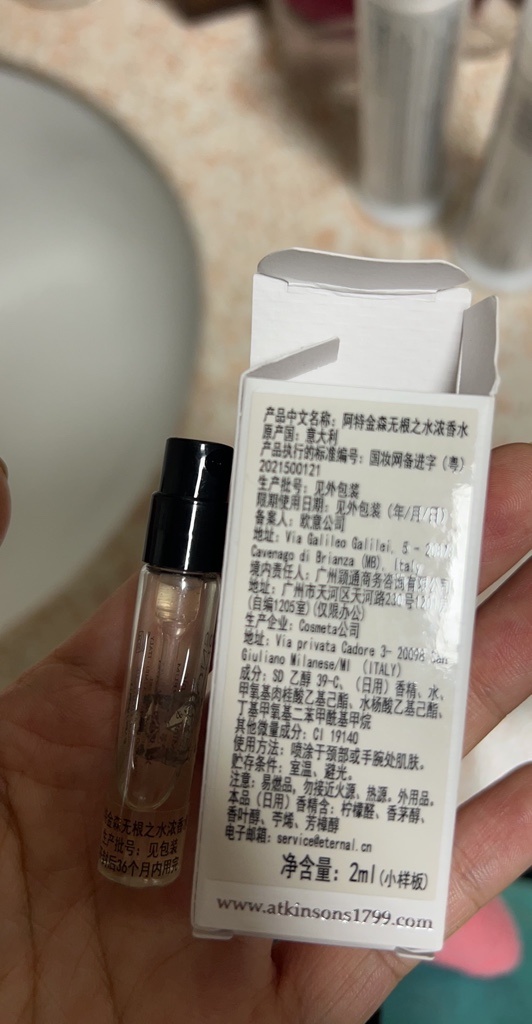 产品中文名称：阿特金森无根之水浓香水
原产国：意大利
产品执行的标准编号：国妆网备进字（粤）
2021500121
生产批号：见外包装
限期使用日期：见外包装（年/月/日）
备案人：欧意公司
地址：Via Galileo Galilei, 5 -
Cavenago di Brianza (MB), Italy
境内责任人：广州颖通商务咨询有限公司
地址：广州市天河区天河路
(自编1205室)(仅限办公)
生产企业：Cosmeta公司
地址：Via privata Cadore 3- 20098 San
Giuliano Milanese/MI (ITALY)
成分：SD 乙醇 39-C、（日用）香精、水、
甲氧基肉桂酸乙基己酯、水杨酸乙基己酯、
丁基甲氧基二苯甲酰基甲烷
其他微量成分：CI 19140
使用方法：喷涂于颈部或手腕处肌肤。
贮存条件：室温、避光。
注意：易燃品，勿接近火源、热源。外用品。
本品（日用）香精含：柠檬醛、香茅醇、
香叶醇、苧烯、芳樟醇
电子邮箱：service@eternal.cn
净含量：2ml(小样板)
www.atkinsons1799.com
金森无根之水浓香
生产批号：见包装
后36个月内用完